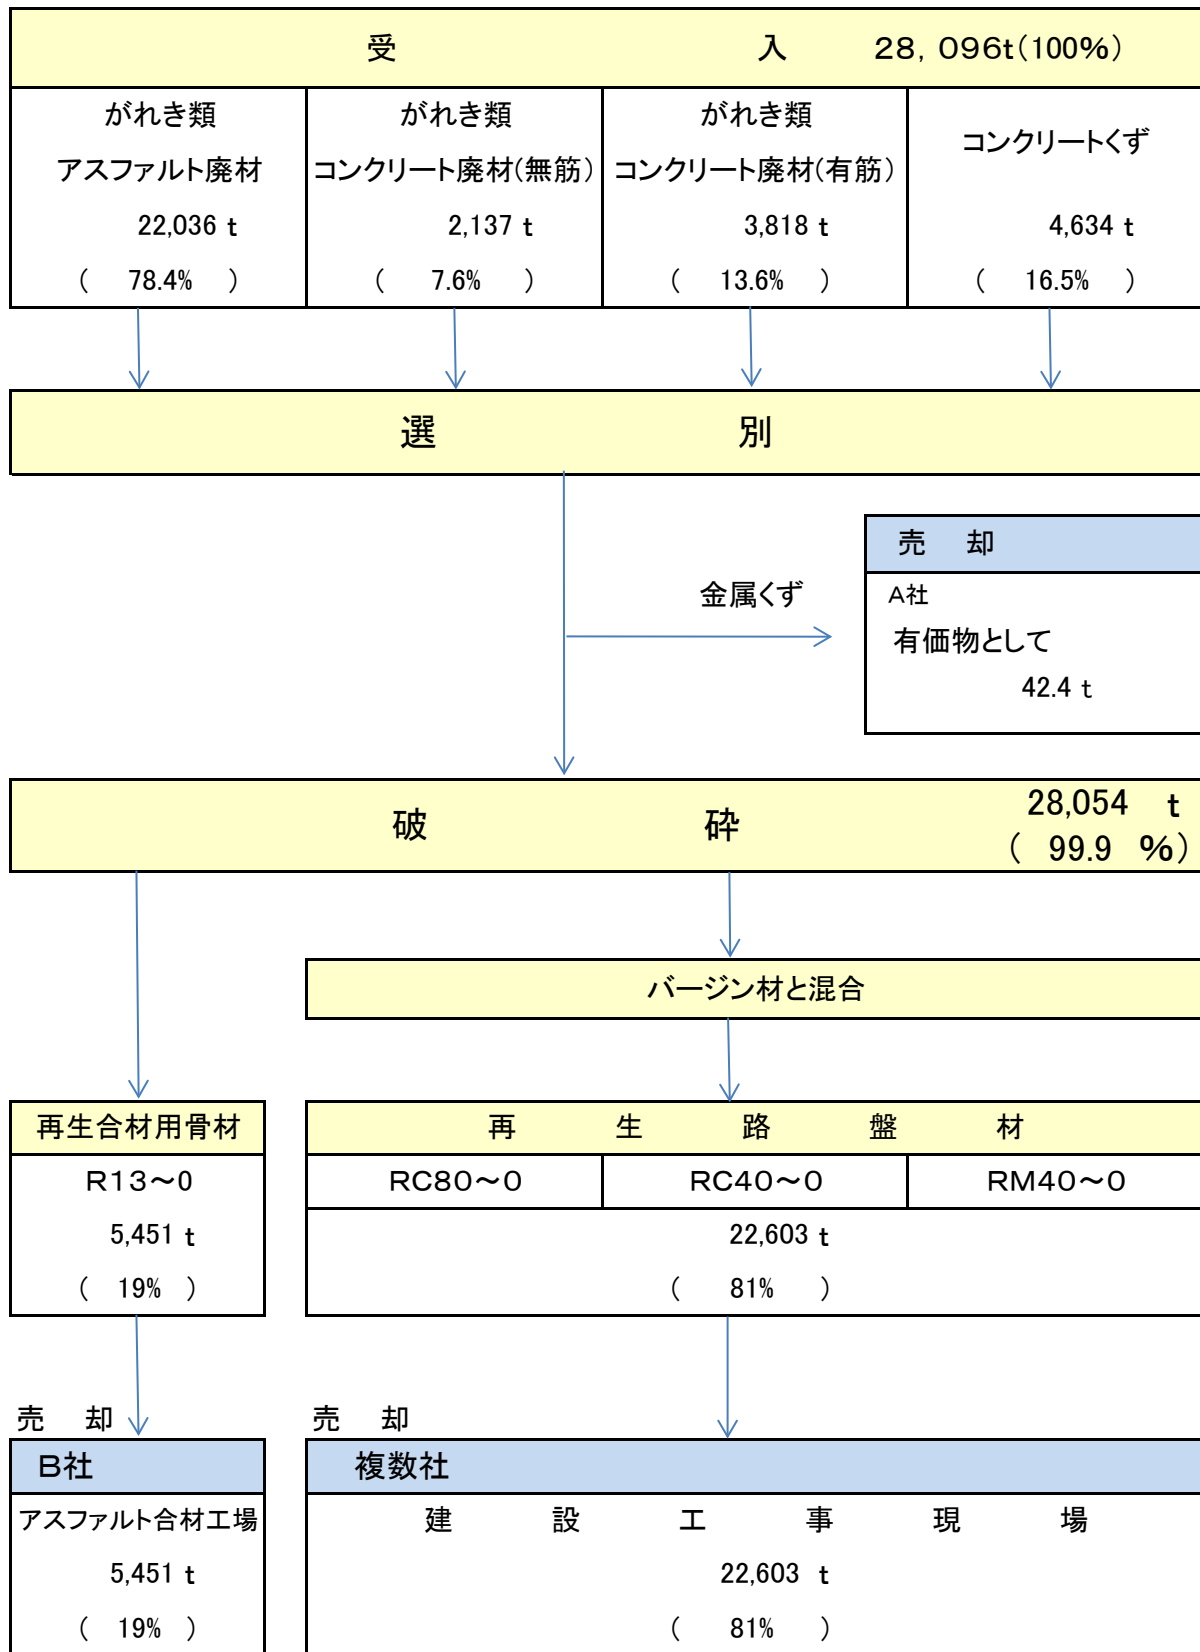 受 入 28,096t(100%)
がれき類 がれき類 がれき類 コンクリートくず
アスファルト廃材 コンクリート廃材(無筋) コンクリート廃材(有筋)
22,036 t 2,137 t 3,818 t 4,634 t
( 78.4% ) ( 7.6% ) ( 13.6% ) ( 16.5% )
選 別
売 却
金属くず
A社
有価物として
42.4 t
破 砕
28,054 t
( 99.9 %)
バージン材と混合
再生合材用骨材 再 生 路 盤 材
R13~0 RC80~0 RC40~0 RM40~0
5,451 t 22,603 t
( 19% ) ( 81% )
売 却 売 却
B社 複数社
アスファルト合材工場 建 設 工 事 現 場
5,451 t 22,603 t
( 19% ) ( 81% )